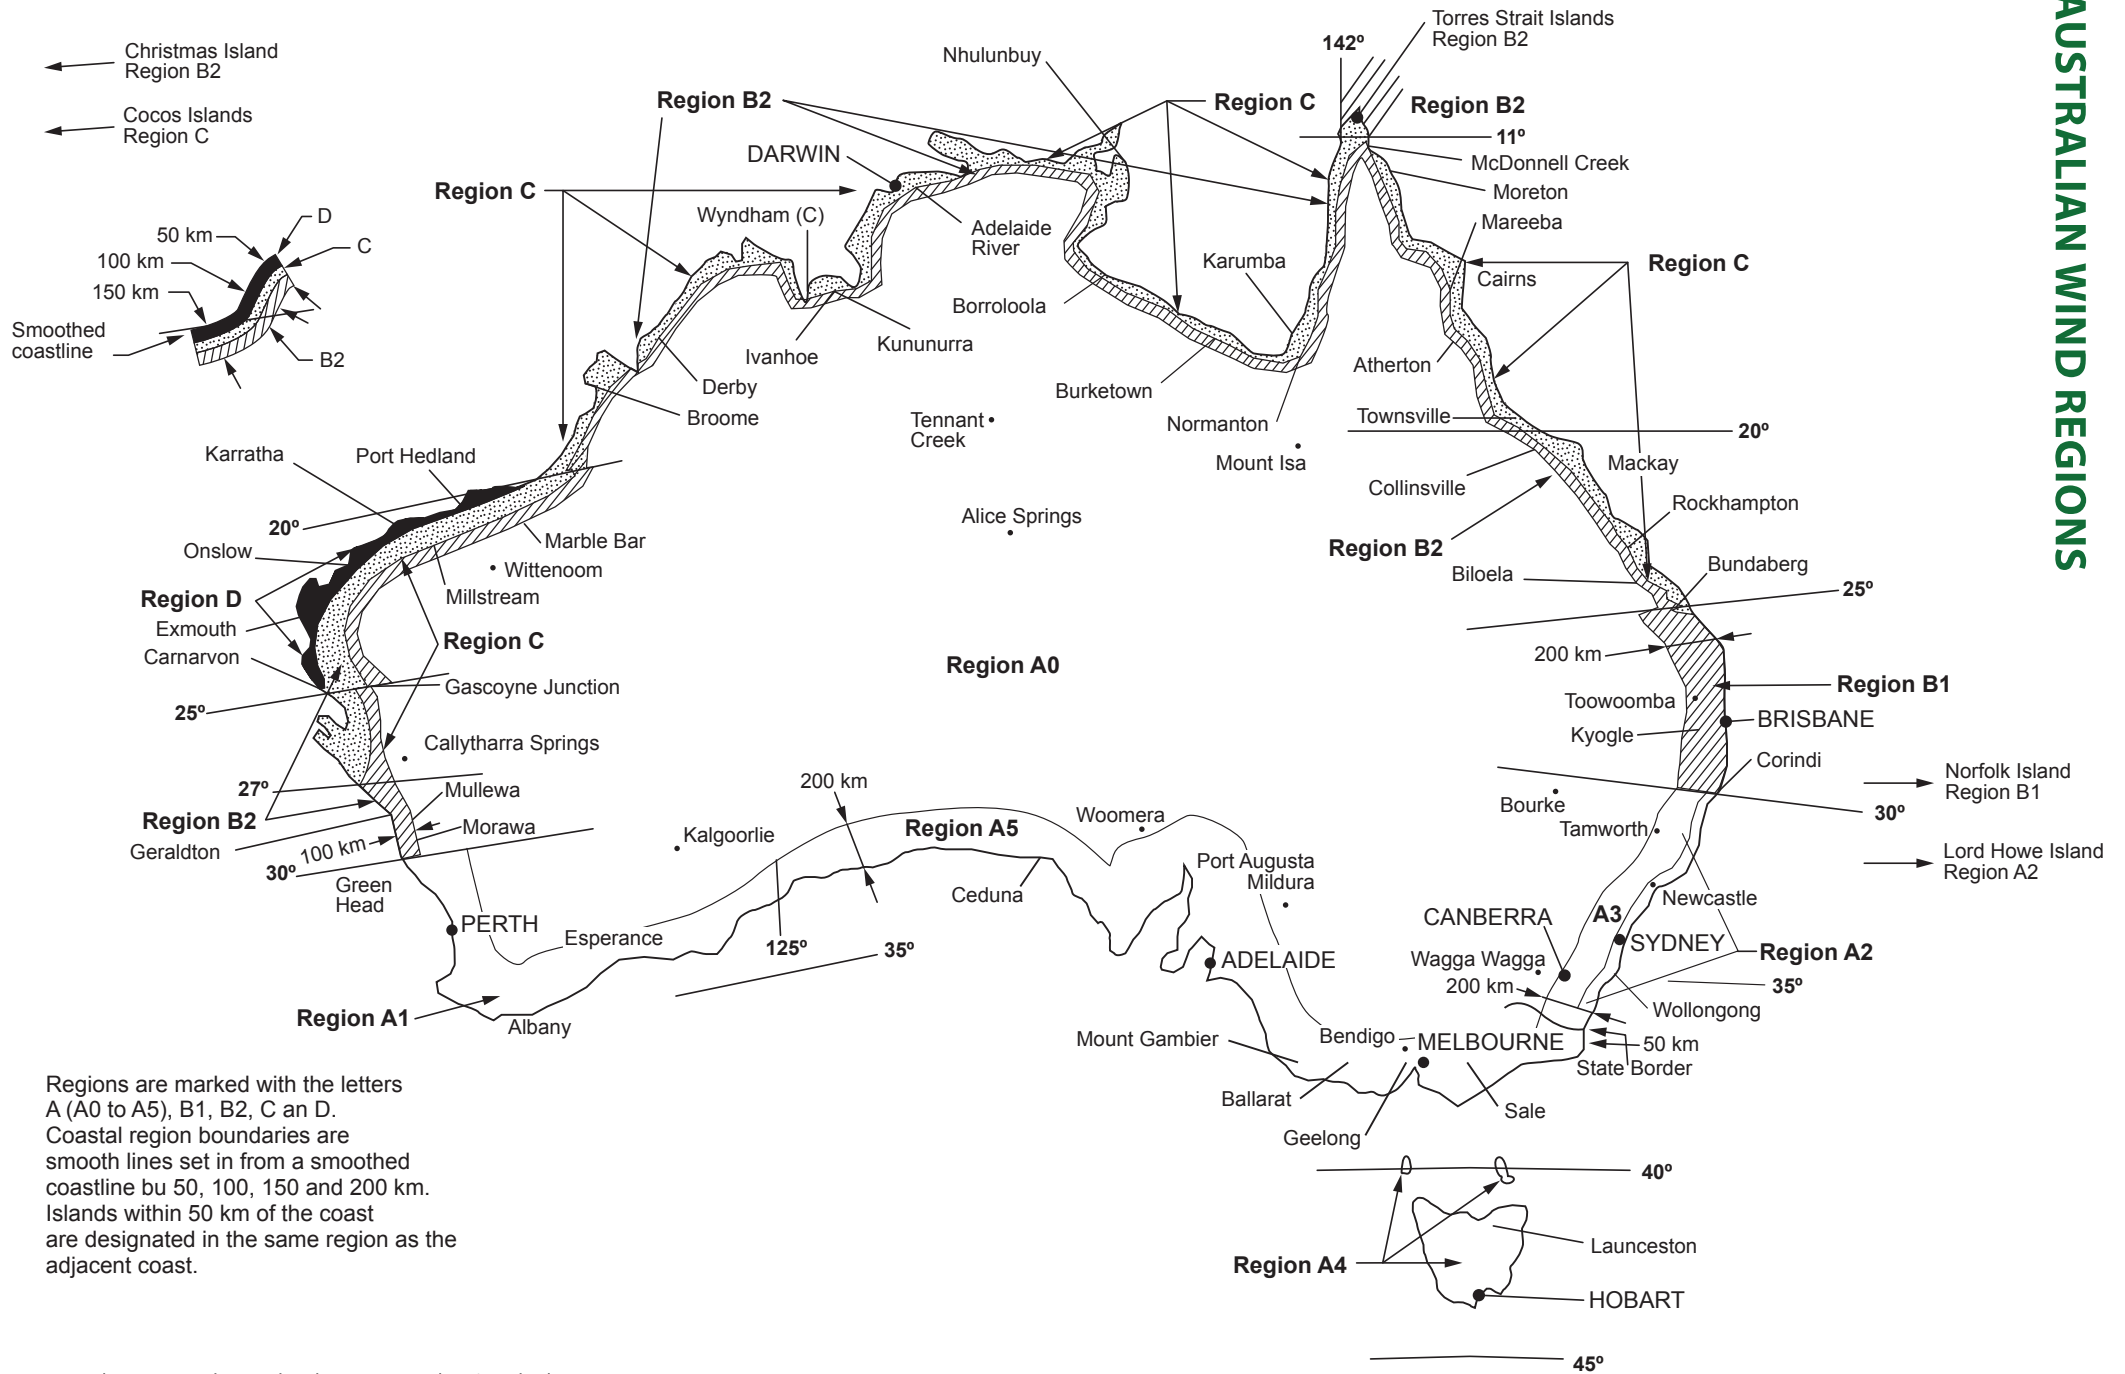 AUSTRALIAN WIND REGIONS
Christmas Island
Region B2
Cocos Islands
Region C
Torres Strait Islands
Region B2
142º
Nhulunbuy
Region B2
Region C
Region B2
11º
DARWIN
McDonnell Creek
Moreton
Region C
Wyndham (C)
Adelaide
River
Mareeba
D
50 km
C
100 km
150 km
Smoothed
coastline
B2
Karumba
Cairns
Region C
Borroloola
Kununurra
Ivanhoe
Derby
Broome
Burketown
Atherton
Tennant
Creek
Normanton
Townsville
20º
Mount Isa
Mackay
Collinsville
Rockhampton
Karratha
Port Hedland
20º
Onslow
Marble Bar
Wittenoom
Millstream
Alice Springs
Region B2
Biloela
Bundaberg
25º
Region D
Exmouth
Carnarvon
Region C
Gascoyne Junction
25º
Region A0
200 km
Region B1
Toowoomba
BRISBANE
Kyogle
Corindi
Callytharra Springs
27º
Mullewa
Region B2
Morawa
Geraldton
100 km
30º
Green
Head
200 km
Kalgoorlie
Region A5
Woomera
Bourke
Tamworth
30º
Norfolk Island
Region B1
Lord Howe Island
Region A2
Port Augusta
Mildura
Ceduna
Newcastle
PERTH
Esperance
125º
35º
CANBERRA
A3
SYDNEY
Region A2
ADELAIDE
Wagga Wagga
200 km
35º
Wollongong
Region A1
Albany
Mount Gambier
Bendigo
MELBOURNE
50 km
State Border
Ballarat
Sale
Geelong
40º
Region A4
Launceston
HOBART
45º
Regions are marked with the letters
A (A0 to A5), B1, B2, C an D.
Coastal region boundaries are
smooth lines set in from a smoothed
coastline bu 50, 100, 150 and 200 km.
Islands within 50 km of the coast
are designated in the same region as the
adjacent coast.